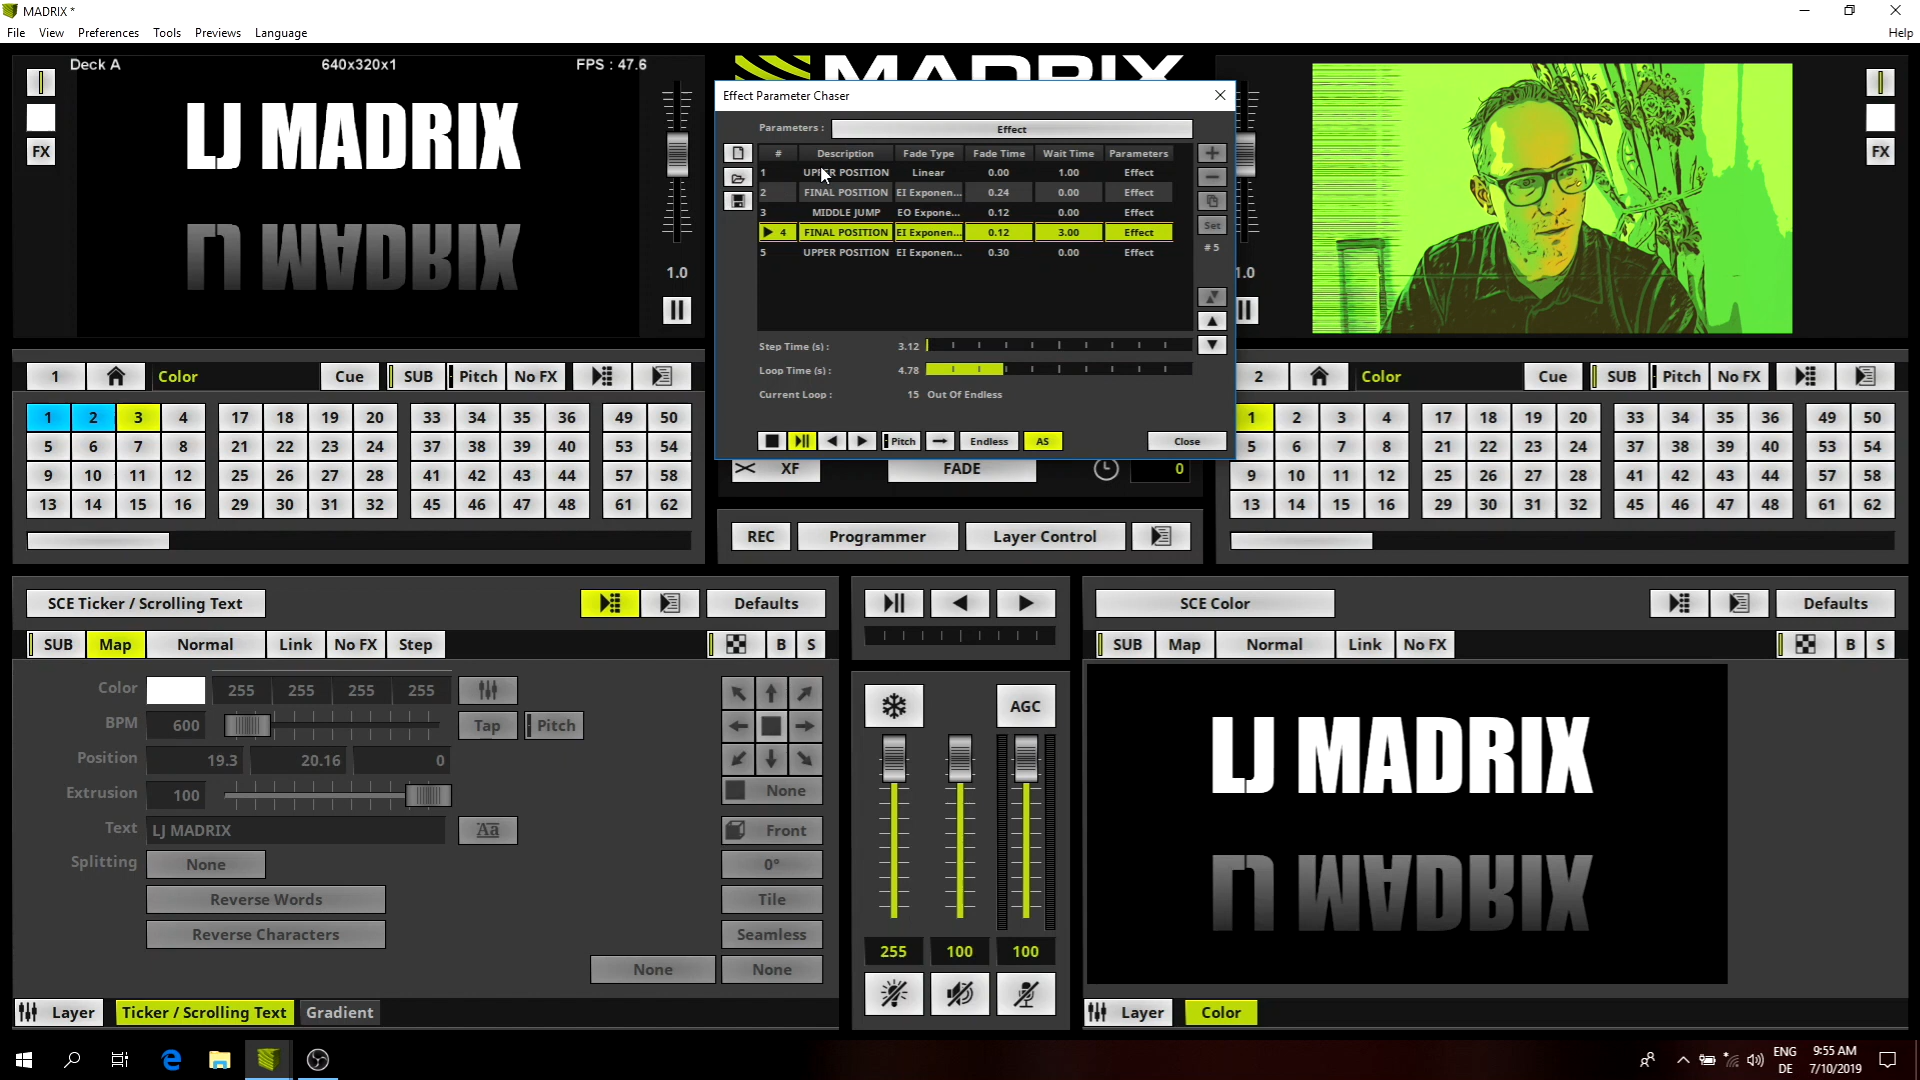 MADRIX *
File View Preferences Tools Previews Language Help
Deck A 640x320x1 FPS : 47.6
LJ MADRIX
LJ MADRIX
FX
1.0
MADRIX
Effect Parameter Chaser
Parameters : Effect
# Description Fade Type Fade Time Wait Time Parameters
1 UPPER POSITION Linear 0.00 1.00 Effect
2 FINAL POSITION EI Exponen... 0.24 0.00 Effect
3 MIDDLE JUMP EO Expone... 0.12 0.00 Effect
4 FINAL POSITION EI Exponen... 0.12 3.00 Effect
5 UPPER POSITION EI Exponen... 0.30 0.00 Effect
Set
# 5
Step Time (s) : 3.12
Loop Time (s) : 4.78
Current Loop : 15 Out Of Endless
Pitch Endless AS Close
FX
1.0
1 Color Cue SUB Pitch No FX
1 2 3 4 17 18 19 20 33 34 35 36 49 50
5 6 7 8 21 22 23 24 37 38 39 40 53 54
9 10 11 12 25 26 27 28 41 42 43 44 57 58
13 14 15 16 29 30 31 32 45 46 47 48 61 62
XF FADE 0
REC Programmer Layer Control
2 Color Cue SUB Pitch No FX
1 2 3 4 17 18 19 20 33 34 35 36 49 50
5 6 7 8 21 22 23 24 37 38 39 40 53 54
9 10 11 12 25 26 27 28 41 42 43 44 57 58
13 14 15 16 29 30 31 32 45 46 47 48 61 62
SCE Ticker / Scrolling Text Defaults
SUB Map Normal Link No FX Step B S
Color 255 255 255 255
BPM 600 Tap Pitch
Position 19.3 20.16 0
None
Extrusion 100
Text LJ MADRIX Aa Front
Splitting None 0°
Reverse Words Tile
Reverse Characters Seamless
None None
Layer Ticker / Scrolling Text Gradient
AGC
255 100 100
SCE Color Defaults
SUB Map Normal Link No FX B S
LJ MADRIX
LJ MADRIX
Layer Color
ENG
DE
9:55 AM
7/10/2019